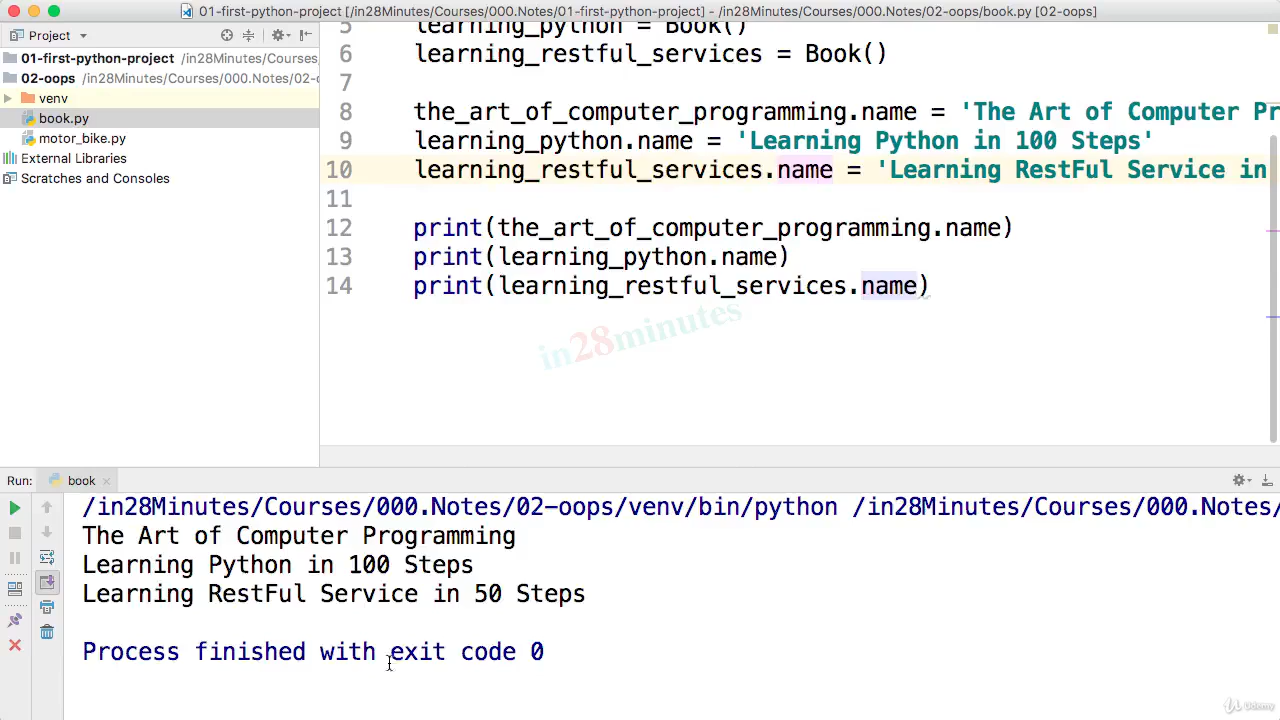 01-first-python-project [/in28Minutes/Courses/000.Notes/01-first-python-project] - /in28Minutes/Courses/000.Notes/02-oops/book.py [02-oops]
Project
01-first-python-project /in28Minutes/Courses
02-oops /in28Minutes/Courses/000.Notes/02-o
venv
book.py
motor_bike.py
External Libraries
Scratches and Consoles
5 learning_python = Book()
6 learning_restful_services = Book()
7
8 the_art_of_computer_programming.name = 'The Art of Computer Pr
9 learning_python.name = 'Learning Python in 100 Steps'
10 learning_restful_services.name = 'Learning RestFul Service in
11
12 print(the_art_of_computer_programming.name)
13 print(learning_python.name)
14 print(learning_restful_services.name)
in28minutes
Run: book
/in28Minutes/Courses/000.Notes/02-oops/venv/bin/python /in28Minutes/Courses/000.Notes/
The Art of Computer Programming
Learning Python in 100 Steps
Learning RestFul Service in 50 Steps
Process finished with exit code 0
Udemy